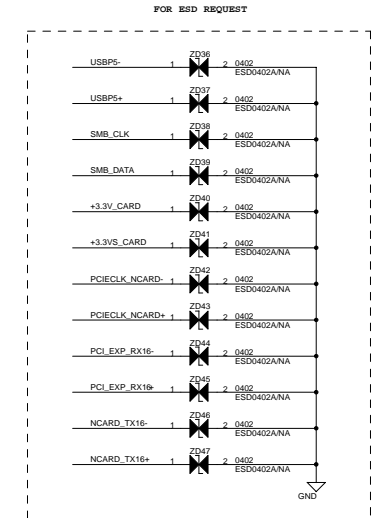 FOR ESD REQUEST
ZD36
USBP5- 1 2 0402
ESD0402A/NA
ZD37
USBP5+ 1 2 0402
ESD0402A/NA
ZD38
SMB_CLK 1 2 0402
ESD0402A/NA
ZD39
SMB_DATA 1 2 0402
ESD0402A/NA
ZD40
+3.3V_CARD 1 2 0402
ESD0402A/NA
ZD41
+3.3VS_CARD 1 2 0402
ESD0402A/NA
ZD42
PCIECLK_NCARD- 1 2 0402
ESD0402A/NA
ZD43
PCIECLK_NCARD+ 1 2 0402
ESD0402A/NA
ZD44
PCI_EXP_RX16- 1 2 0402
ESD0402A/NA
ZD45
PCI_EXP_RX16+ 1 2 0402
ESD0402A/NA
ZD46
NCARD_TX16- 1 2 0402
ESD0402A/NA
ZD47
NCARD_TX16+ 1 2 0402
ESD0402A/NA
GND